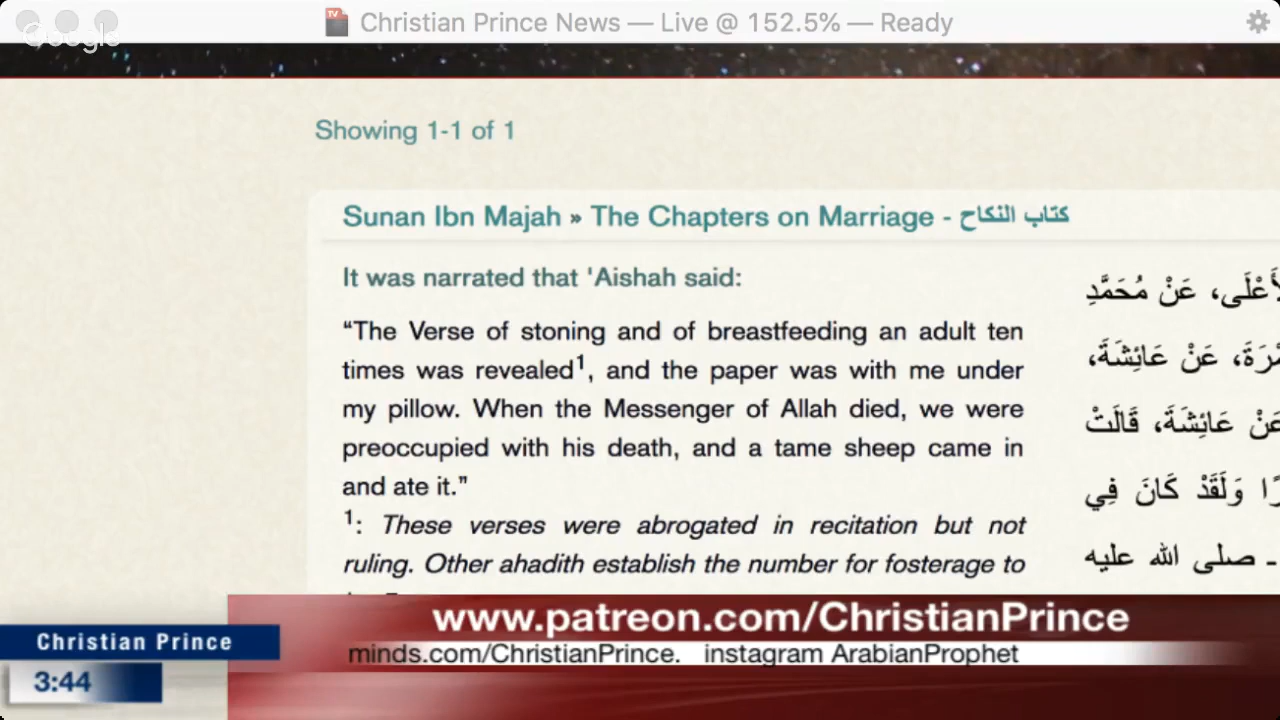 Christian Prince News — Live @ 152.5% — Ready
Google
Showing 1-1 of 1
Sunan Ibn Majah » The Chapters on Marriage - كتاب النكاح
It was narrated that 'Aishah said:
“The Verse of stoning and of breastfeeding an adult ten
times was revealed1, and the paper was with me under
my pillow. When the Messenger of Allah died, we were
preoccupied with his death, and a tame sheep came in
and ate it.”
1: These verses were abrogated in recitation but not
ruling. Other ahadith establish the number for fosterage to
عَنْ مُحَمَّدِ
عَنْ عَائِشَةَ،
عَنْ عَائِشَةَ، قَالَتْ
وَلَقَدْ كَانَ فِي
ـ صلى الله عليه
www.patreon.com/ChristianPrince
Christian Prince
minds.com/ChristianPrince. instagram ArabianProphet
3:44